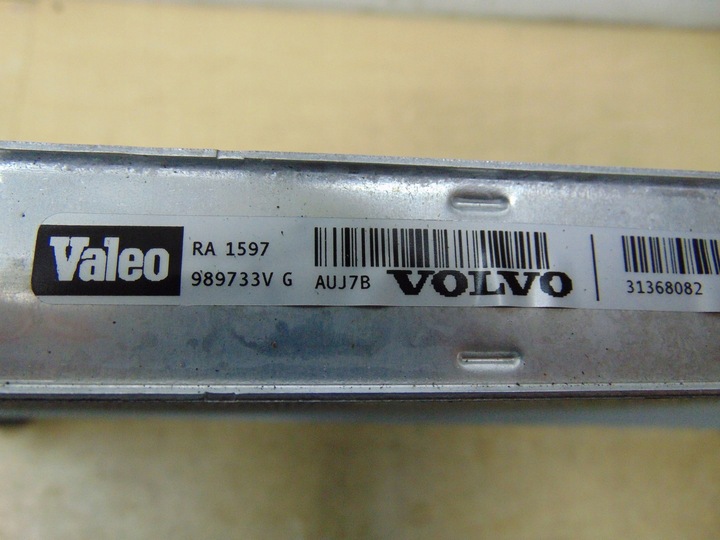 Valeo
RA 1597
989733V G
AUJ7B VOLVO
31368082